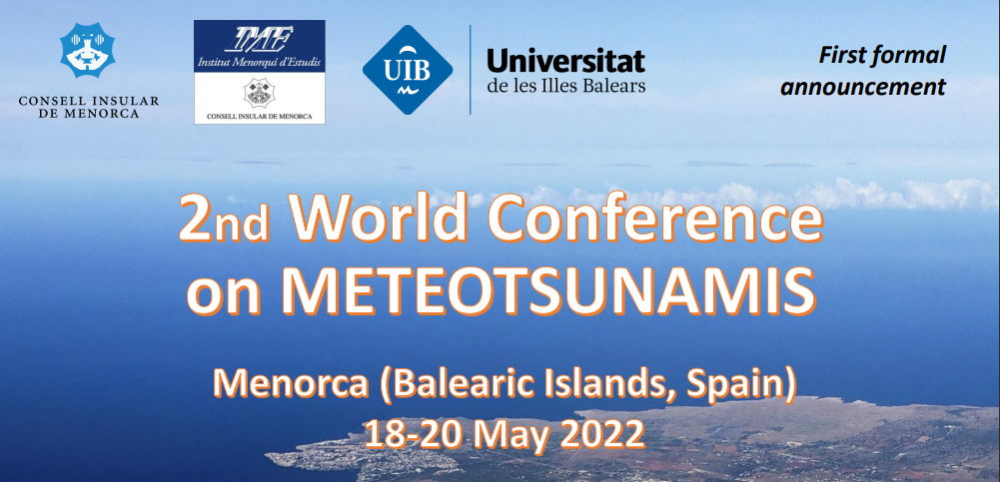 CONSELL INSULAR
DE MENORCA
IME
Institut Menorquí d'Estudis
CONSELL INSULAR DE MENORCA
UIB
Universitat
de les Illes Balears
First formal
announcement
2nd World Conference
on METEOTSUNAMIS
Menorca (Balearic Islands, Spain)
18-20 May 2022